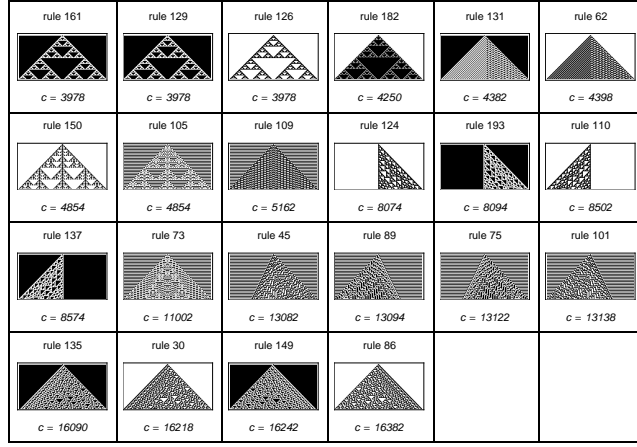 rule 161 rule 129 rule 126 rule 182 rule 131 rule 62
c = 3978 c = 3978 c = 3978 c = 4250 c = 4382 c = 4398
rule 150 rule 105 rule 109 rule 124 rule 193 rule 110
c = 4854 c = 4854 c = 5162 c = 8074 c = 8094 c = 8502
rule 137 rule 73 rule 45 rule 89 rule 75 rule 101
c = 8574 c = 11002 c = 13082 c = 13094 c = 13122 c = 13138
rule 135 rule 30 rule 149 rule 86
c = 16090 c = 16218 c = 16242 c = 16382